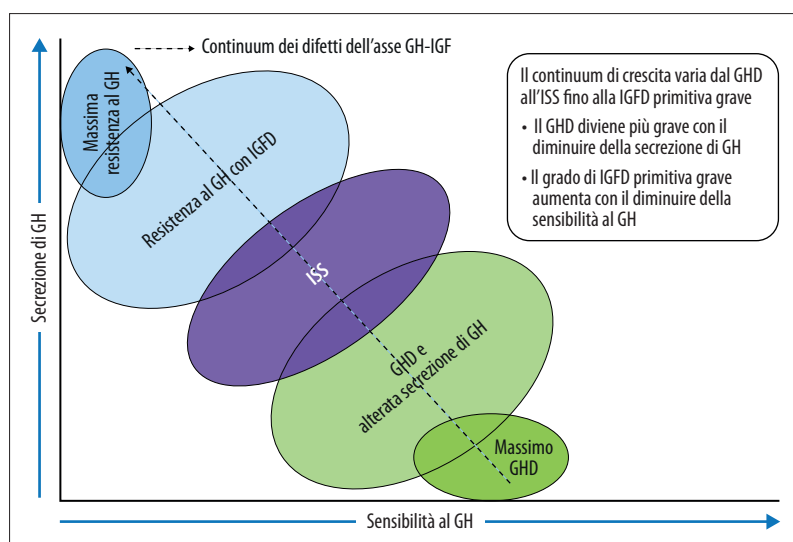 Continuum dei difetti dell'asse GH-IGF
Il continuum di crescita varia dal GHD
all'ISS fino alla IGFD primitiva grave
• Il GHD diviene più grave con il
diminuire della secrezione di GH
• Il grado di IGFD primitiva grave
aumenta con il diminuire della
sensibilità al GH
Massima
resistenza al GH
Resistenza al GH con IGFD
ISS
GHD e
alterata secrezione di GH
Massimo
GHD
Secrezione di GH
Sensibilità al GH